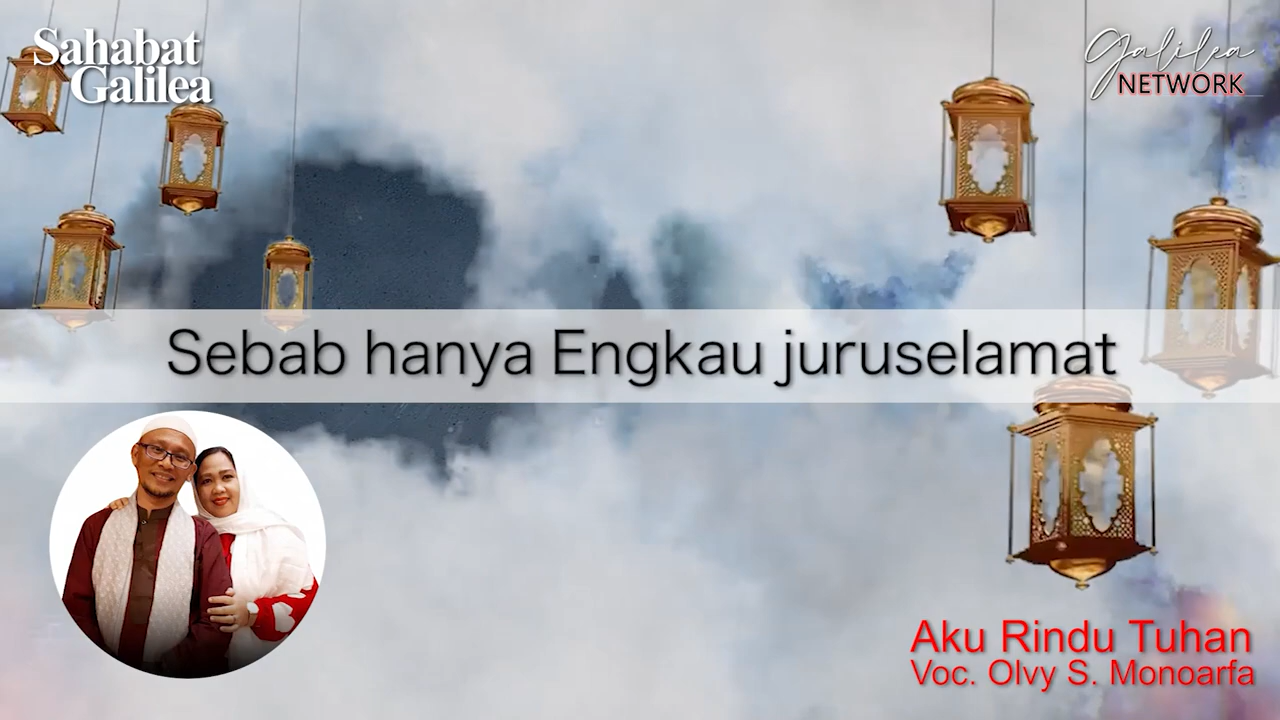 Sahabat
Galilea
Galilea
NETWORK
Sebab hanya Engkau juruselamat
Aku Rindu Tuhan
Voc. Olvy S. Monoarfa